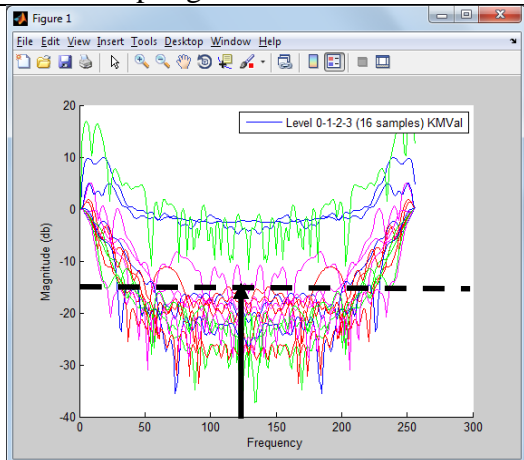 Figure 1
File Edit View Insert Tools Desktop Window Help
Level 0-1-2-3 (16 samples) KMVal
20
10
0
-10
-20
-30
-40
Magnitude (db)
0 50 100 150 200 250 300
Frequency